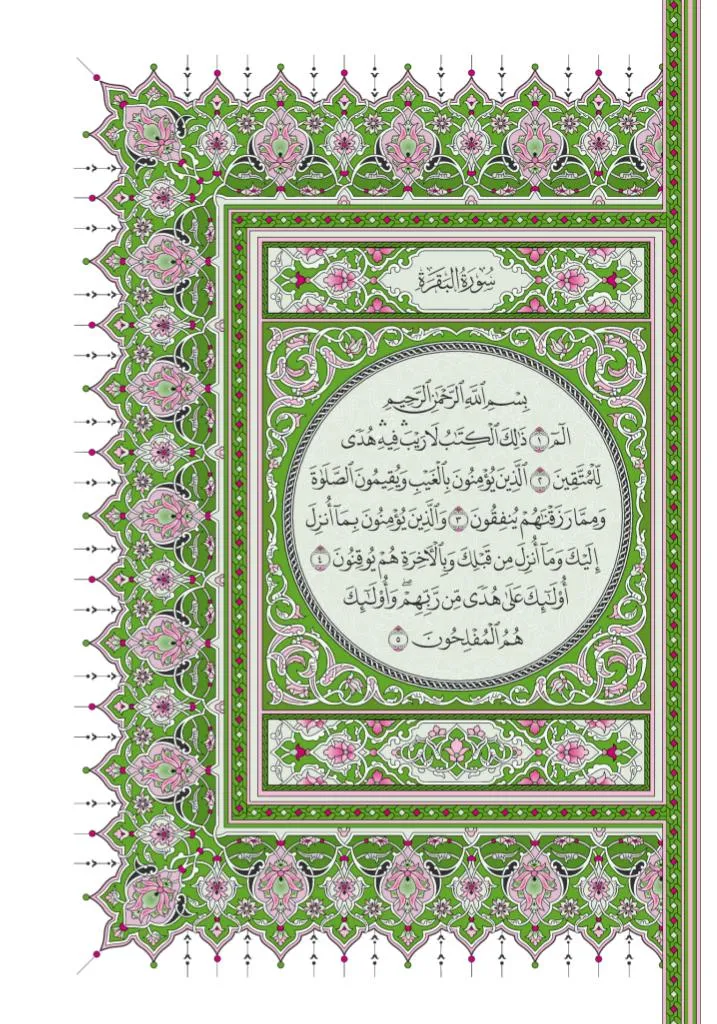 سُورَةُ البَقَرَةِ
بِسْمِ ٱللَّهِ ٱلرَّحْمَٰنِ ٱلرَّحِيمِ
الٓمٓ ١ ذَٰلِكَ ٱلْكِتَٰبُ لَا رَيْبَۛ فِيهِۛ هُدًى
لِّلْمُتَّقِينَ ٢ ٱلَّذِينَ يُؤْمِنُونَ بِٱلْغَيْبِ وَيُقِيمُونَ ٱلصَّلَوٰةَ
وَمِمَّا رَزَقْنَٰهُمْ يُنفِقُونَ ٣ وَٱلَّذِينَ يُؤْمِنُونَ بِمَآ أُنزِلَ
إِلَيْكَ وَمَآ أُنزِلَ مِن قَبْلِكَ وَبِٱلْأٓخِرَةِ هُمْ يُوقِنُونَ ٤
أُو۟لَٰٓئِكَ عَلَىٰ هُدًى مِّن رَّبِّهِمْۖ وَأُو۟لَٰٓئِكَ
هُمُ ٱلْمُفْلِحُونَ ٥